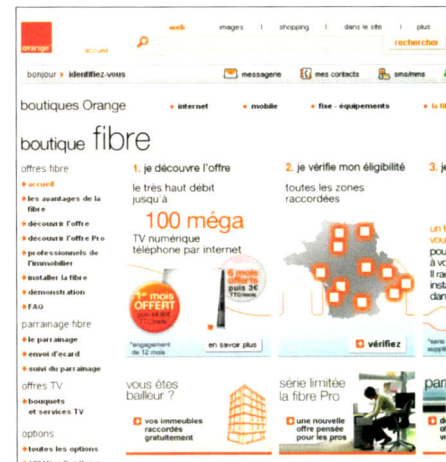 web images | shopping | dans le site | plus
orange
accueil
rechercher
bonjour identifiez-vous
messagerie
mes contacts
sms/mms
boutiques Orange
internet
mobile
fixe - équipements
boutique fibre
offres fibre
accueil
les avantages de la
fibre
decouvrir l'offre
decouvrir l'offre Pro
professionnels de
l'immobilier
installer la fibre
démonstration
FAQ
parrainage fibre
le parrainage
envoi d'ecard
suivi du parrainage
offres TV
bouquets
et services TV
options
toutes les options
1. je découvre l'offre
le très haut débit
jusqu'à
100 méga
TV numérique
téléphone par internet
1er mois
OFFERT
6 mois
offerts
puis 3€
TTC/mois
*engagement
de 12 mois
en savoir plus
2. je vérifie mon éligibilité
toutes les zones
raccordées
vérifiez
3. je
vous êtes
bailleur ?
vos immeubles
raccordés
gratuitement
série limitée
la fibre Pro
une nouvelle
offre pensée
pour les pros